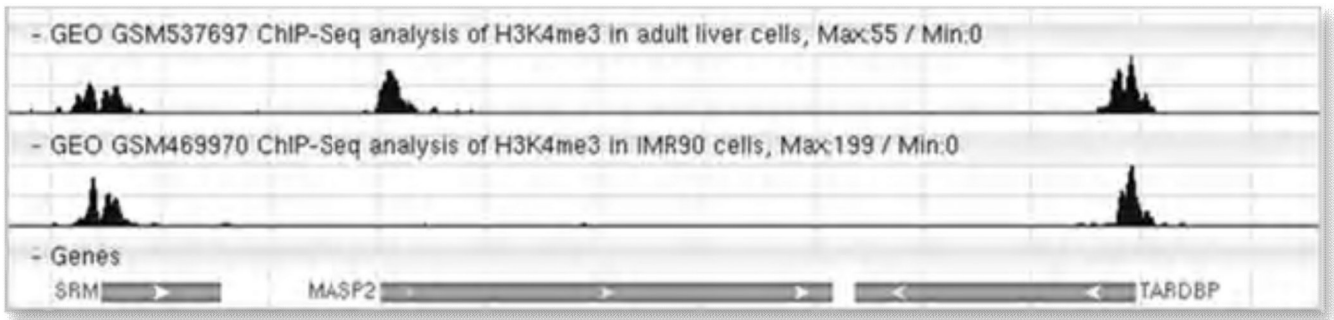 - GEO GSM537697 ChIP-Seq analysis of H3K4me3 in adult liver cells, Max:55 / Min:0
- GEO GSM469970 ChIP-Seq analysis of H3K4me3 in IMR90 cells, Max:199 / Min:0
- Genes
SRM MASP2 TARDBP